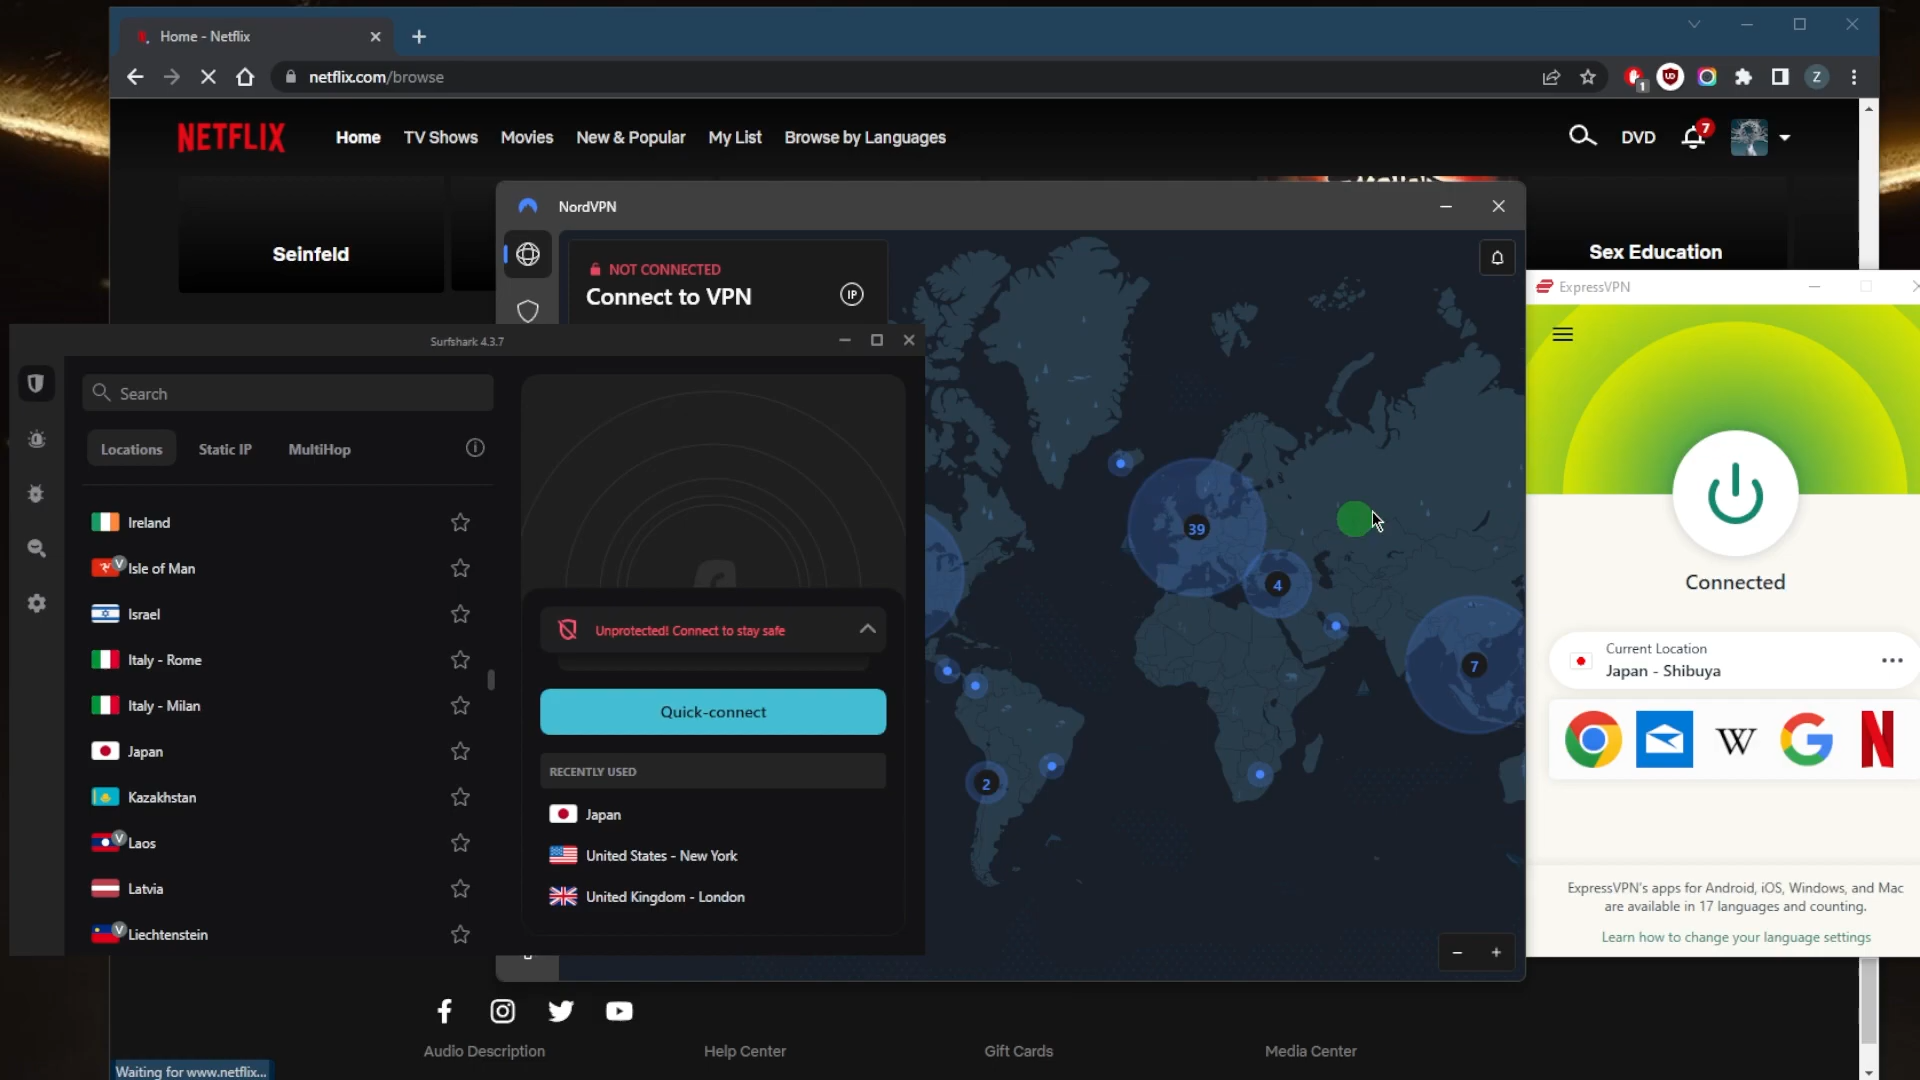 Home - Netflix
netflix.com/browse
1
Z
NETFLIX
Home
TV Shows
Movies
New & Popular
My List
Browse by Languages
DVD
7
Seinfeld
Sex Education
NordVPN
NOT CONNECTED
Connect to VPN
IP
39
4
7
2
Surfshark 4.3.7
Search
Locations
Static IP
MultiHop
Ireland
V
Isle of Man
Israel
Italy - Rome
Italy - Milan
Japan
Kazakhstan
V
Laos
Latvia
V
Liechtenstein
Unprotected! Connect to stay safe
Quick-connect
RECENTLY USED
Japan
United States - New York
United Kingdom - London
ExpressVPN
Connected
Current Location
Japan - Shibuya
W
G
N
ExpressVPN's apps for Android, iOS, Windows, and Mac
are available in 17 languages and counting.
Learn how to change your language settings
Audio Description
Help Center
Gift Cards
Media Center
Waiting for www.netflix...